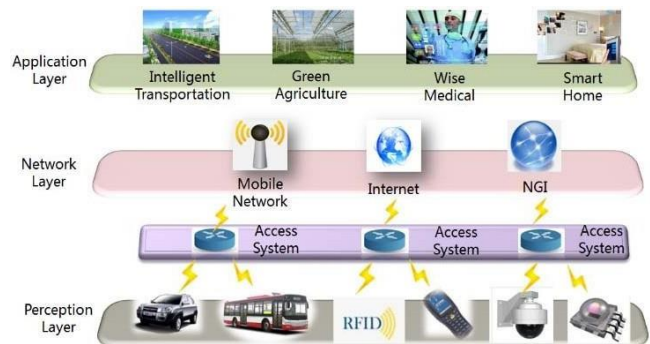 Application
Layer
Intelligent
Transportation
Green
Agriculture
Wise
Medical
Smart
Home
Network
Layer
Mobile
Network
Internet
NGI
Access
System
Access
System
Access
System
Perception
Layer
RFID